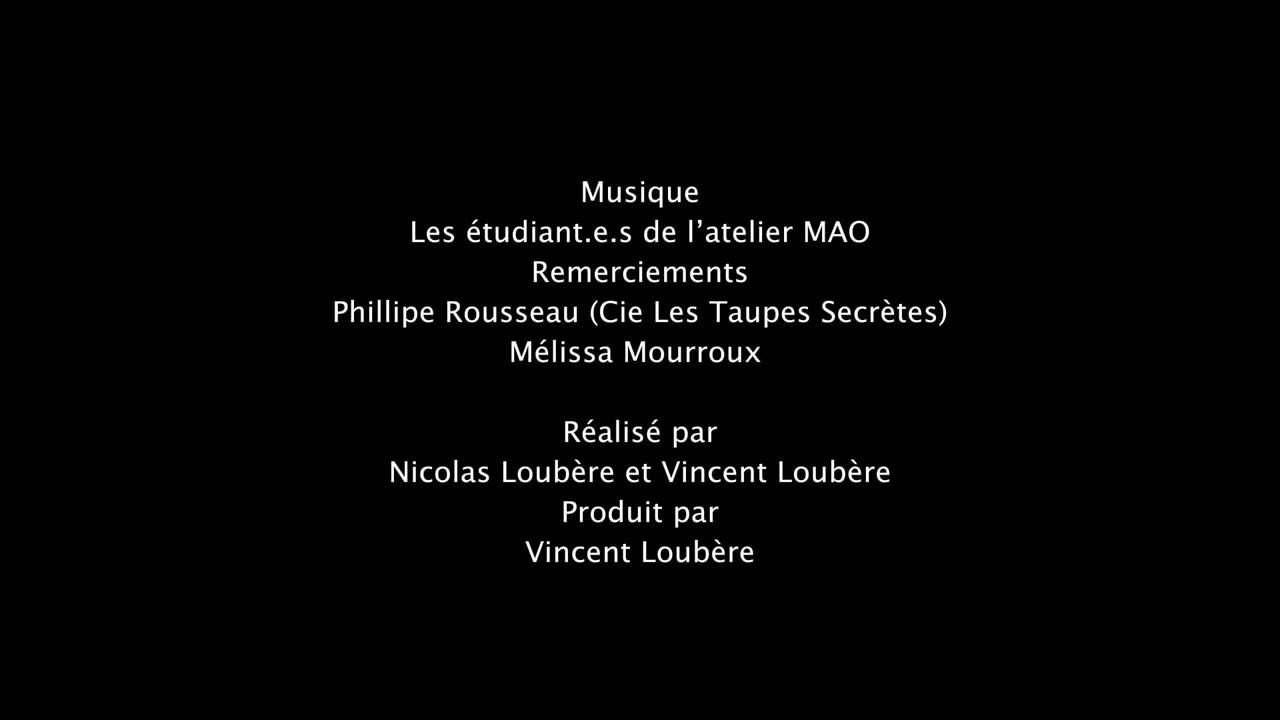 Musique
Les étudiant.e.s de l’atelier MAO
Remerciements
Phillipe Rousseau (Cie Les Taupes Secrètes)
Mélissa Mourroux
Réalisé par
Nicolas Loubère et Vincent Loubère
Produit par
Vincent Loubère